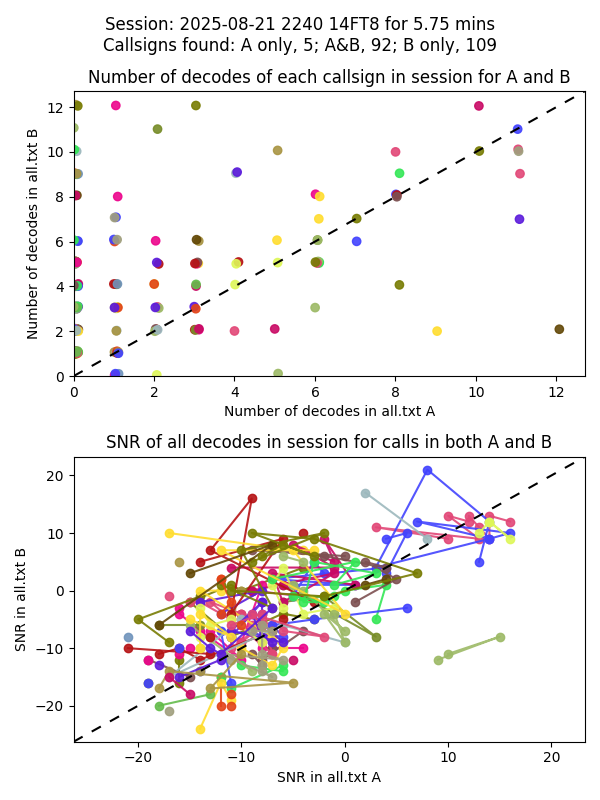 Session: 2025-08-21 2240 14FT8 for 5.75 mins
Callsigns found: A only, 5; A&B, 92; B only, 109
Number of decodes of each callsign in session for A and B
12
10
8
6
4
2
0
Number of decodes in all.txt B
0 2 4 6 8 10 12
Number of decodes in all.txt A
SNR of all decodes in session for calls in both A and B
20
10
0
−10
−20
SNR in all.txt B
−20 −10 0 10 20
SNR in all.txt A